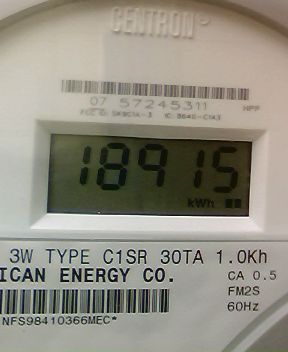 CENTRON
07 57245311 HPP
18915
kWh
3W TYPE C1SR 30TA 1.0Kh
ICAN ENERGY CO.
CA 0.5
FM2S
60Hz
NFS98410366MEC*